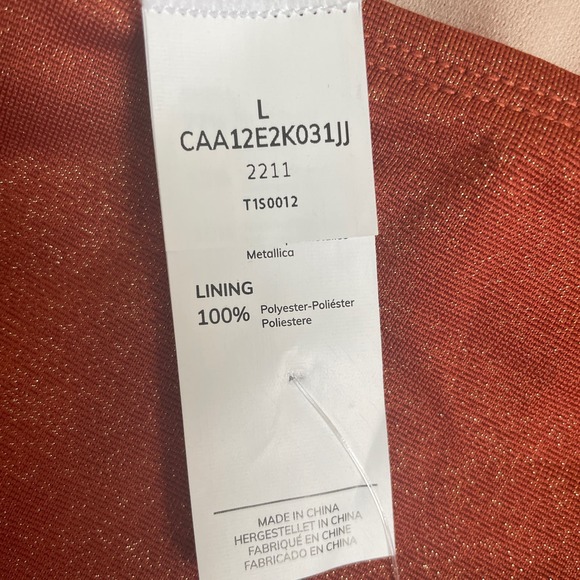 L
CAA12E2K031JJ
2211
T1S0012
Metallica
LINING
100% Polyester-Poliéster
Poliestere
MADE IN CHINA
HERGESTELLET IN CHINA
FABRIQUÉ EN CHINE
FABRICADO EN CHINA